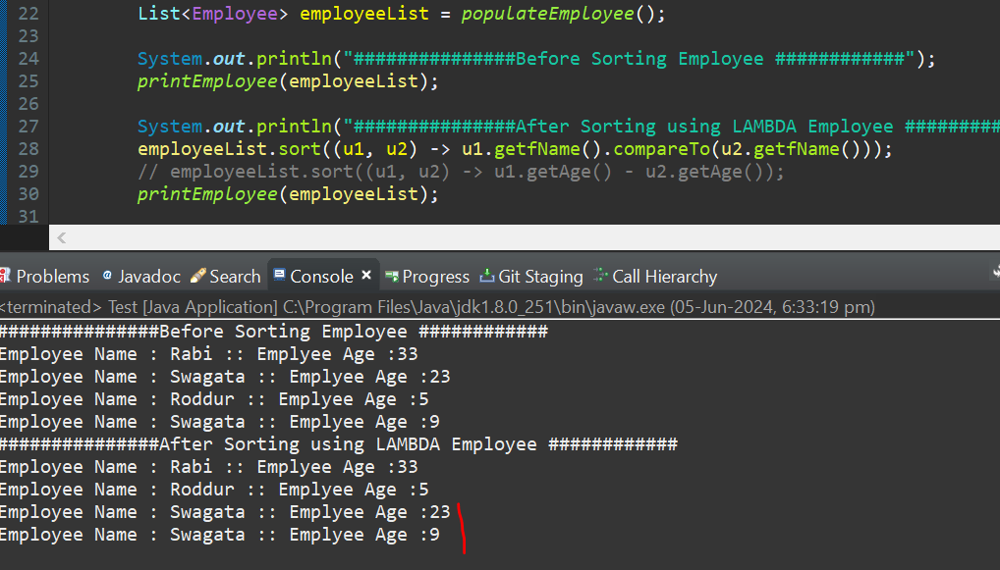 22 List<Employee> employeeList = populateEmployee();
23
24 System.out.println("###############Before Sorting Employee ############");
25 printEmployee(employeeList);
26
27 System.out.println("###############After Sorting using LAMBDA Employee #########
28 employeeList.sort((u1, u2) -> u1.getfName().compareTo(u2.getfName()));
29 // employeeList.sort((u1, u2) -> u1.getAge() - u2.getAge());
30 printEmployee(employeeList);
31
Problems Javadoc Search Console Progress Git Staging Call Hierarchy
<terminated> Test [Java Application] C:\Program Files\Java\jdk1.8.0_251\bin\javaw.exe (05-Jun-2024, 6:33:19 pm)
###############Before Sorting Employee ############
Employee Name : Rabi :: Emplyee Age :33
Employee Name : Swagata :: Emplyee Age :23
Employee Name : Roddur :: Emplyee Age :5
Employee Name : Swagata :: Emplyee Age :9
###############After Sorting using LAMBDA Employee ############
Employee Name : Rabi :: Emplyee Age :33
Employee Name : Roddur :: Emplyee Age :5
Employee Name : Swagata :: Emplyee Age :23
Employee Name : Swagata :: Emplyee Age :9